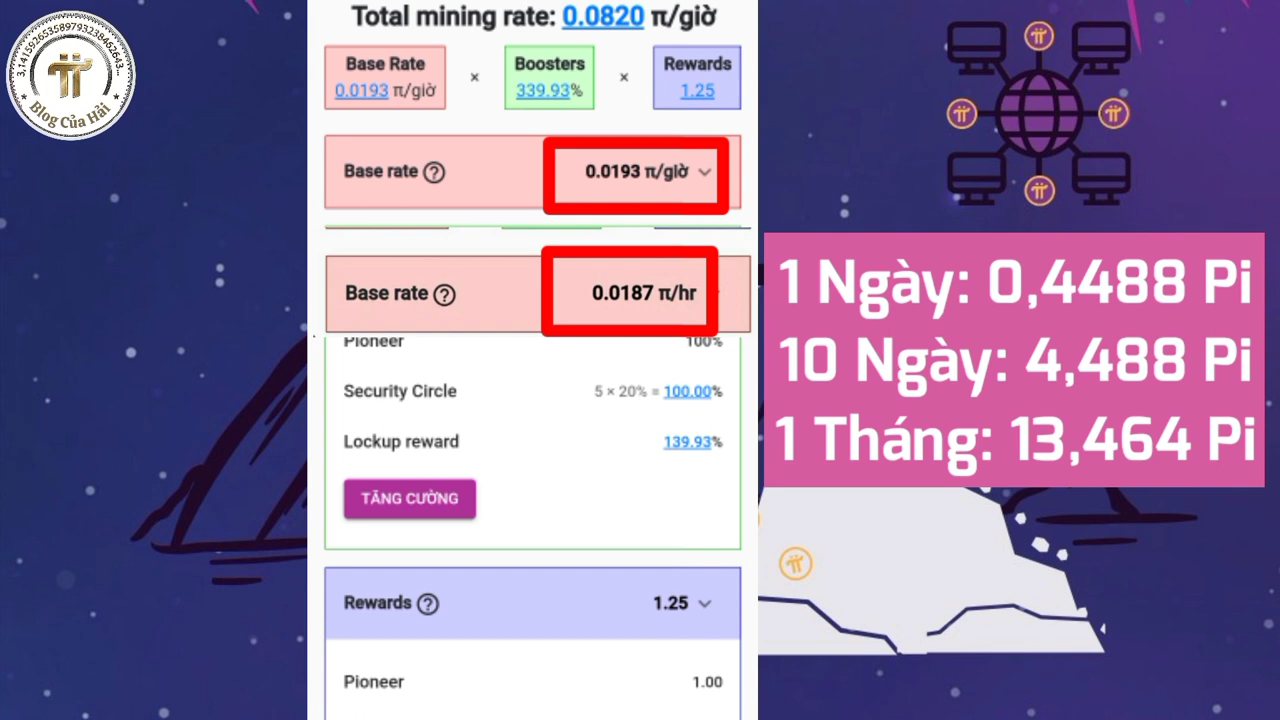 3,14159265358979323846264З...
Blog Của Hải
Total mining rate: 0.0820 π/giờ
Base Rate
0.0193 π/giờ
×
Boosters
339.93%
×
Rewards
1.25
Base rate ? 0.0193 π/giờ
Base rate ? 0.0187 π/hr
Pioneer 100%
Security Circle 5 × 20% = 100.00%
Lockup reward 139.93%
TĂNG CƯỜNG
Rewards ? 1.25
Pioneer 1.00
1 Ngày: 0,4488 Pi
10 Ngày: 4,488 Pi
1 Tháng: 13,464 Pi